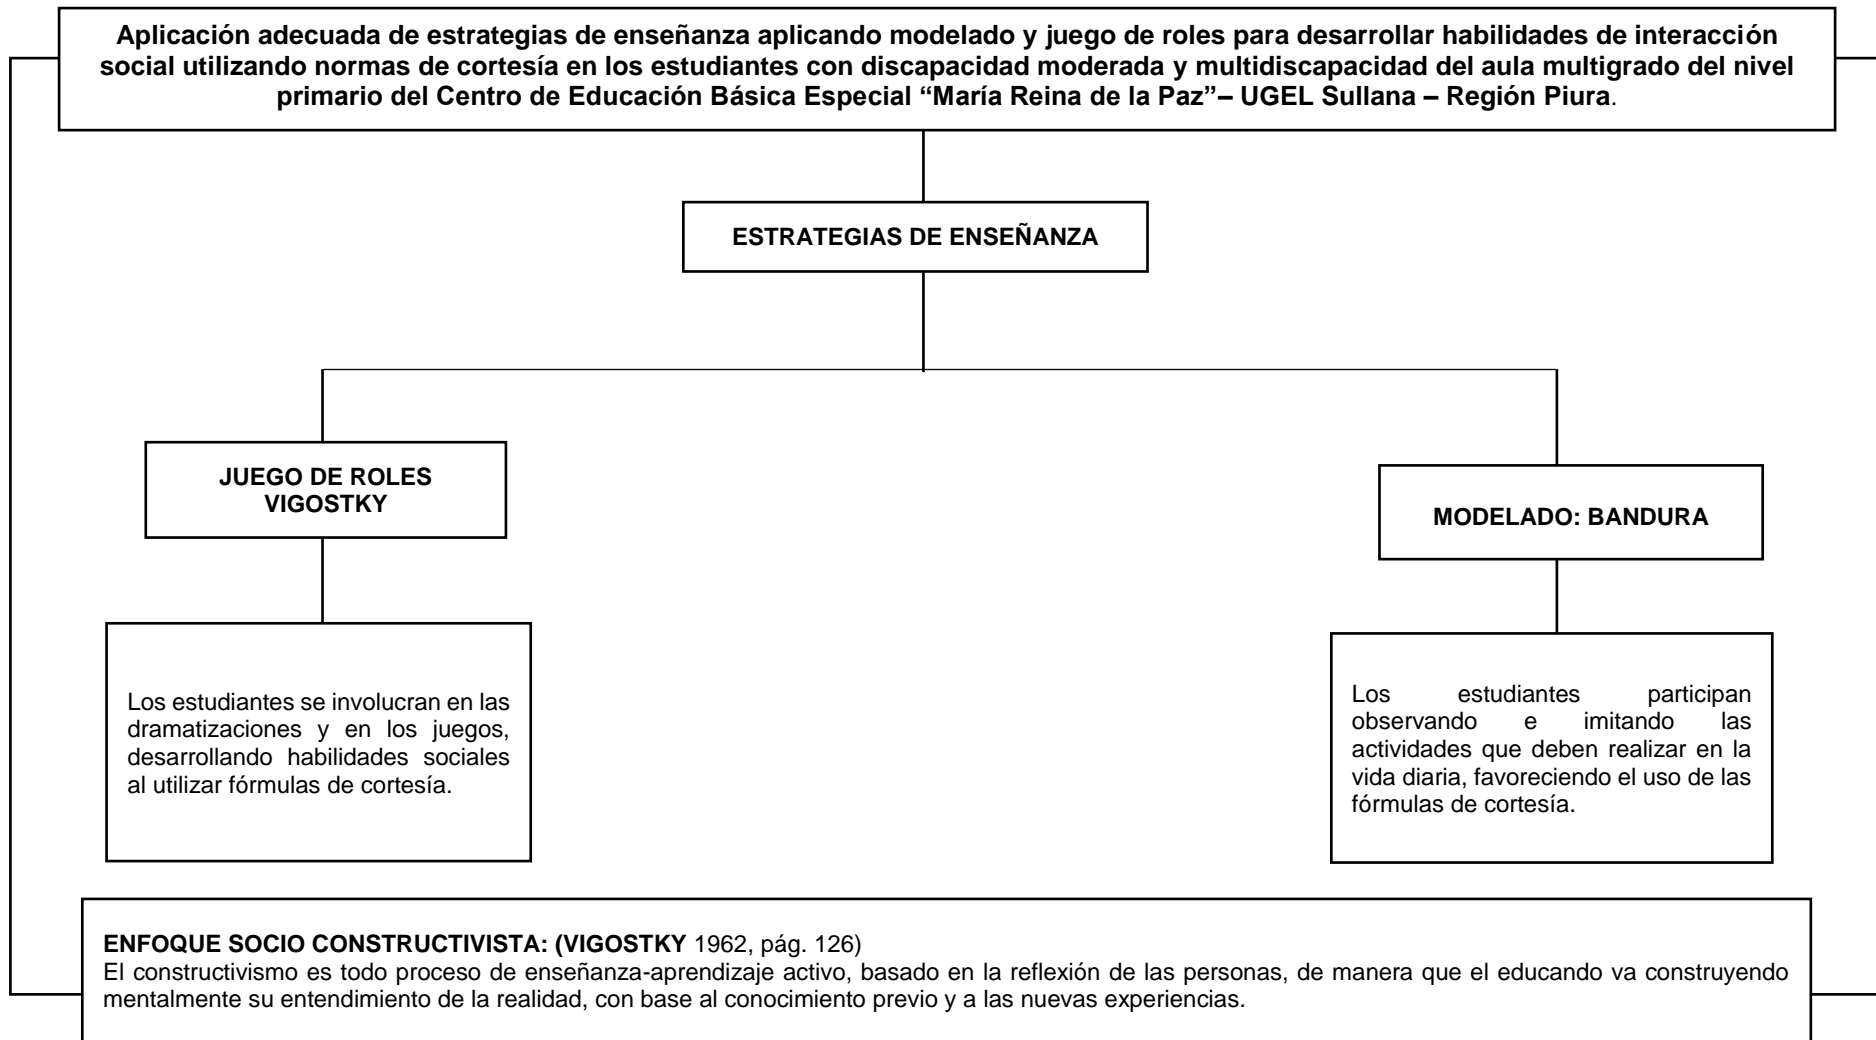 Aplicación adecuada de estrategias de enseñanza aplicando modelado y juego de roles para desarrollar habilidades de interacción
social utilizando normas de cortesía en los estudiantes con discapacidad moderada y multidiscapacidad del aula multigrado del nivel
primario del Centro de Educación Básica Especial “María Reina de la Paz”– UGEL Sullana – Región Piura.
ESTRATEGIAS DE ENSEÑANZA
JUEGO DE ROLES
VIGOSTKY
Los estudiantes se involucran en las
dramatizaciones y en los juegos,
desarrollando habilidades sociales
al utilizar fórmulas de cortesía.
MODELADO: BANDURA
Los estudiantes participan
observando e imitando las
actividades que deben realizar en la
vida diaria, favoreciendo el uso de las
fórmulas de cortesía.
ENFOQUE SOCIO CONSTRUCTIVISTA: (VIGOSTKY 1962, pág. 126)
El constructivismo es todo proceso de enseñanza-aprendizaje activo, basado en la reflexión de las personas, de manera que el educando va construyendo
mentalmente su entendimiento de la realidad, con base al conocimiento previo y a las nuevas experiencias.